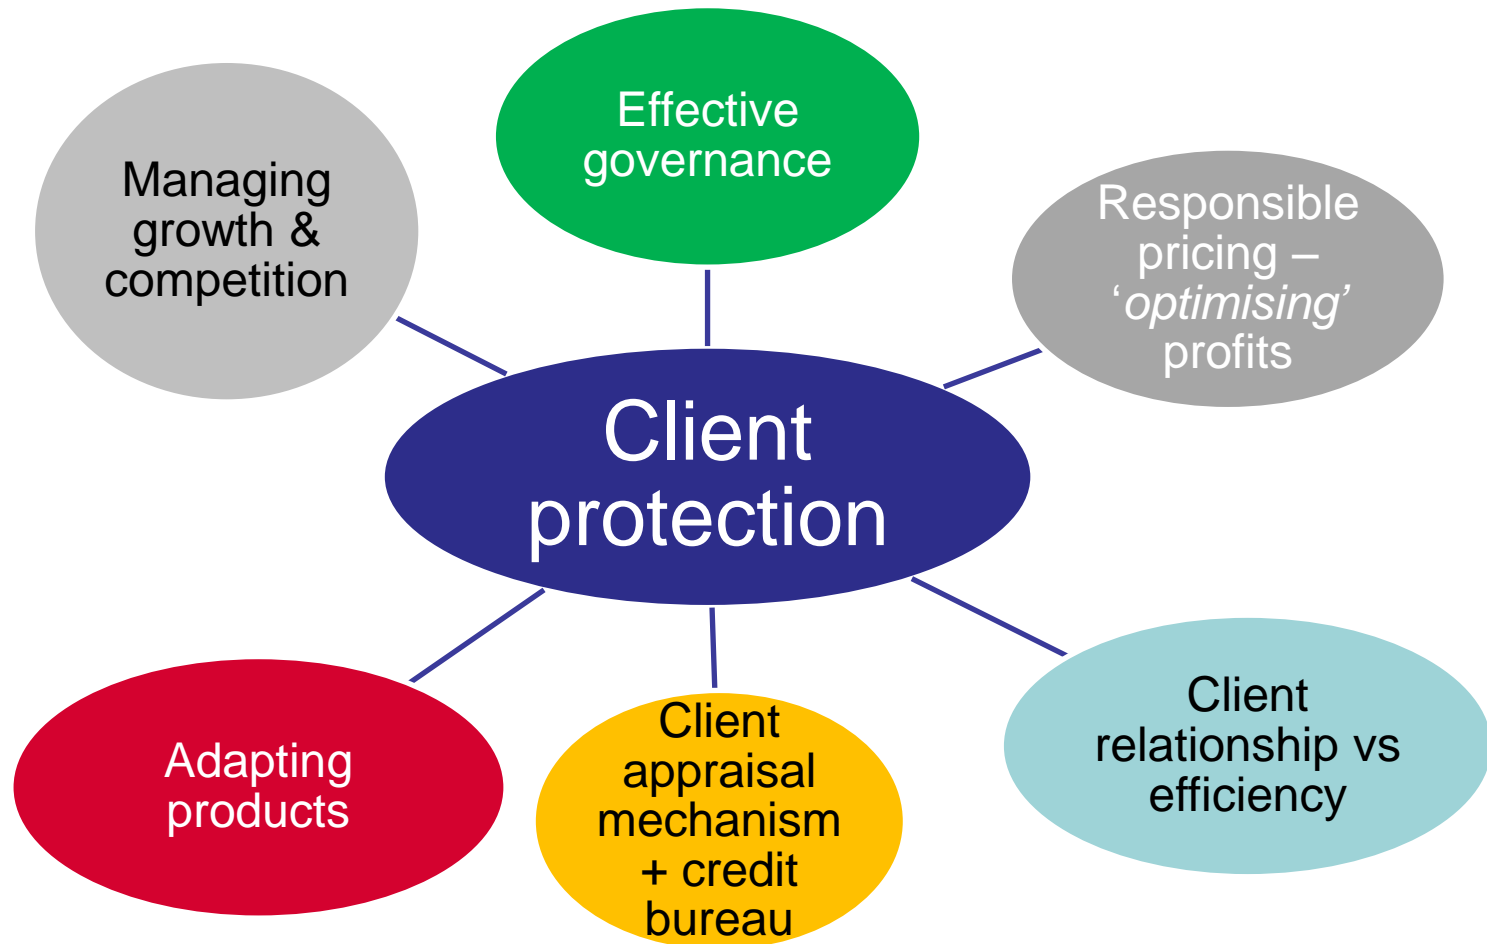 Effective
governance
Managing
growth &
competition
Responsible
pricing –
‘optimising’
profits
Client
protection
Adapting
products
Client
appraisal
mechanism
+ credit
bureau
Client
relationship vs
efficiency